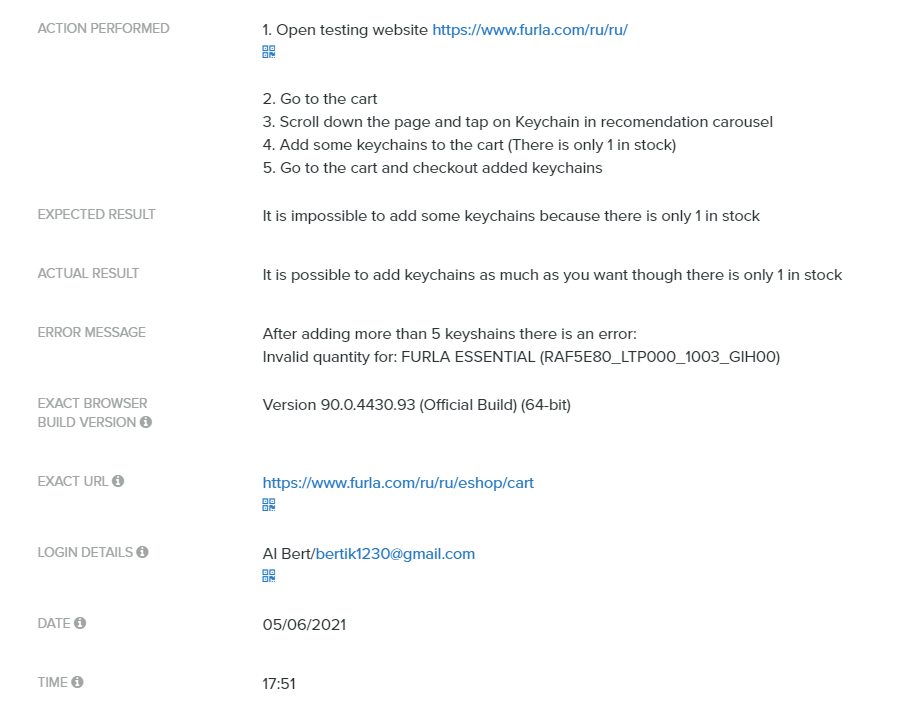 ACTION PERFORMED
1. Open testing website https://www.furla.com/ru/ru/
2. Go to the cart
3. Scroll down the page and tap on Keychain in recomendation carousel
4. Add some keychains to the cart (There is only 1 in stock)
5. Go to the cart and checkout added keychains
EXPECTED RESULT
It is impossible to add some keychains because there is only 1 in stock
ACTUAL RESULT
It is possible to add keychains as much as you want though there is only 1 in stock
ERROR MESSAGE
After adding more than 5 keyshains there is an error:
Invalid quantity for: FURLA ESSENTIAL (RAF5E80_LTP000_1003_GIH00)
EXACT BROWSER
BUILD VERSION
Version 90.0.4430.93 (Official Build) (64-bit)
EXACT URL
https://www.furla.com/ru/ru/eshop/cart
LOGIN DETAILS
Al Bert/bertik1230@gmail.com
DATE
05/06/2021
TIME
17:51